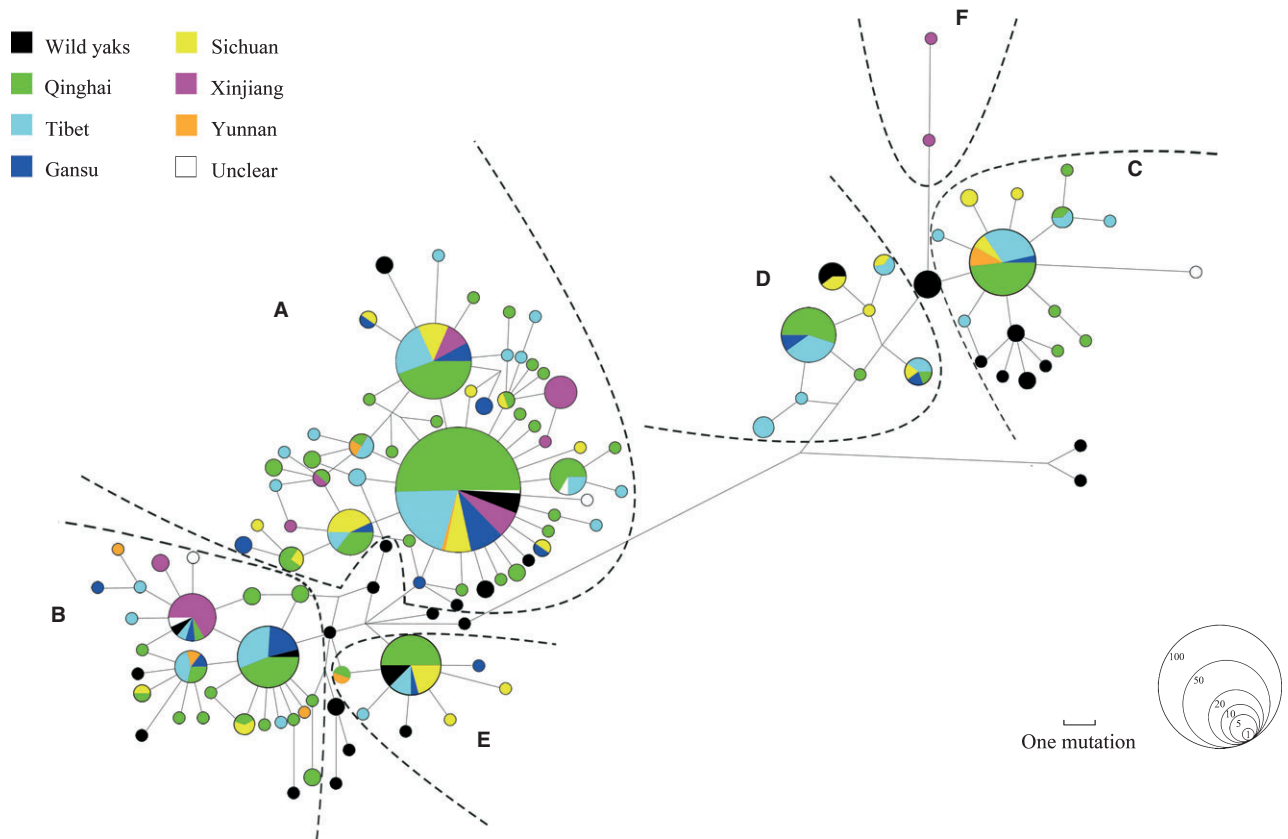 Wild yaks
Qinghai
Tibet
Gansu
Sichuan
Xinjiang
Yunnan
Unclear
F
C
A
D
B
E
One mutation
100
50
20
10
5
1